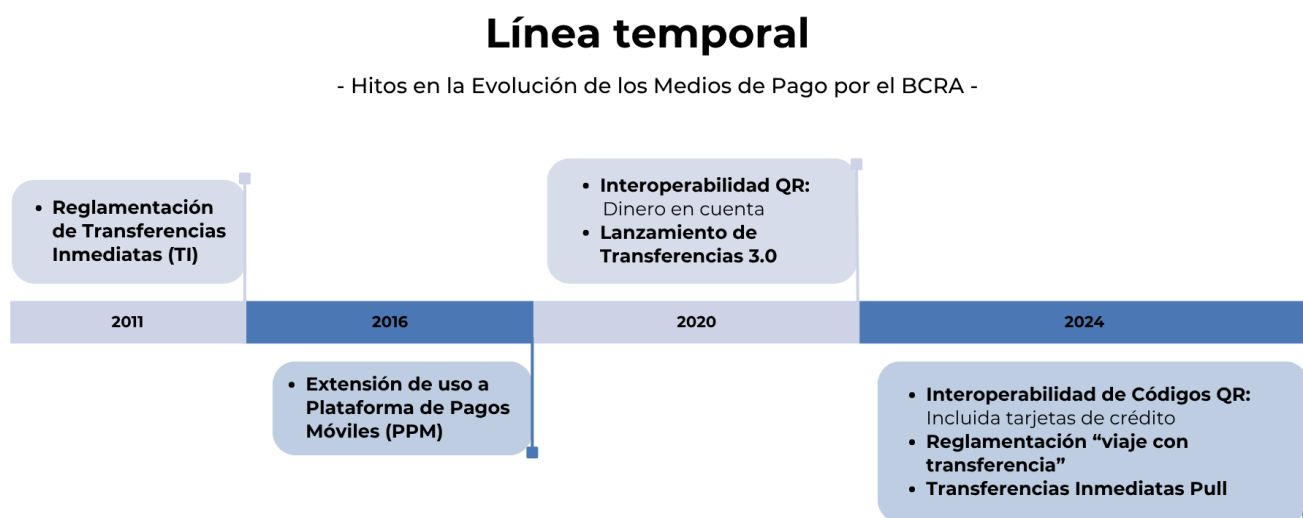 Línea temporal
- Hitos en la Evolución de los Medios de Pago por el BCRA -
• Reglamentación
de Transferencias
Inmediatas (TI)
• Interoperabilidad QR:
Dinero en cuenta
• Lanzamiento de
Transferencias 3.0
2011
2016
2020
2024
• Extensión de uso a
Plataforma de Pagos
Móviles (PPM)
• Interoperabilidad de Códigos QR:
Incluida tarjetas de crédito
• Reglamentación “viaje con
transferencia”
• Transferencias Inmediatas Pull